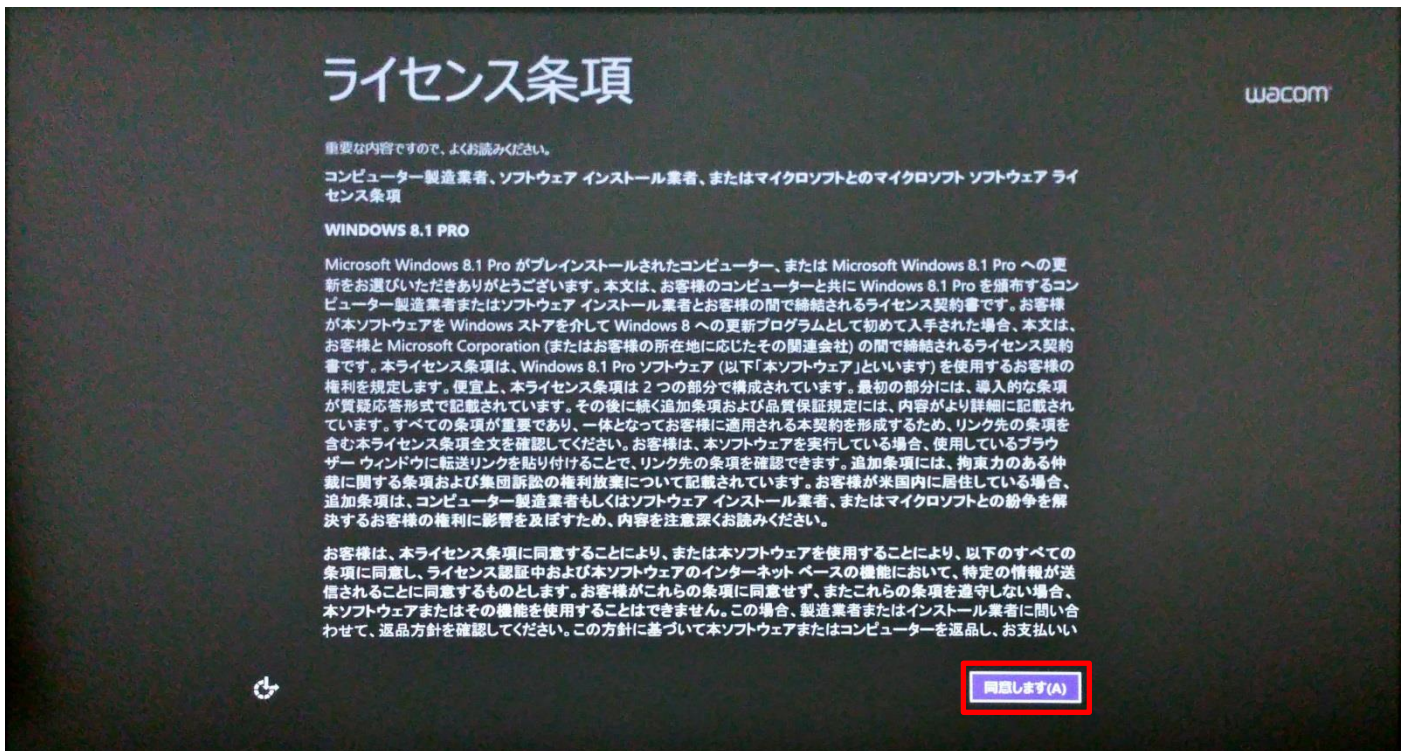 ライセンス条項
wacom
重要な内容ですので、よくお読みください。
コンピューター製造業者、ソフトウェア インストール業者、またはマイクロソフトとのマイクロソフト ソフトウェア ライ
センス条項
WINDOWS 8.1 PRO
Microsoft Windows 8.1 Pro がプレインストールされたコンピューター、または Microsoft Windows 8.1 Pro への更
新をお選びいただきありがとうございます。本文は、お客様のコンピューターと共に Windows 8.1 Pro を頒布するコン
ピューター製造業者またはソフトウェア インストール業者とお客様の間で締結されるライセンス契約書です。お客様
が本ソフトウェアを Windows ストアを介して Windows 8 への更新プログラムとして初めて入手された場合、本文は、
お客様と Microsoft Corporation (またはお客様の所在地に応じたその関連会社) の間で締結されるライセンス契約
書です。本ライセンス条項は、Windows 8.1 Pro ソフトウェア (以下「本ソフトウェア」といいます) を使用するお客様の
権利を規定します。便宜上、本ライセンス条項は 2 つの部分で構成されています。最初の部分には、導入的な条項
が質疑応答形式で記載されています。その後に続く追加条項および品質保証規定には、内容がより詳細に記載され
ています。すべての条項が重要であり、一体となってお客様に適用される本契約を形成するため、リンク先の条項を
含む本ライセンス条項全文を確認してください。お客様は、本ソフトウェアを実行している場合、使用しているブラウ
ザー ウィンドウに転送リンクを貼り付けることで、リンク先の条項を確認できます。追加条項には、拘束力のある仲
裁に関する条項および集団訴訟の権利放棄について記載されています。お客様が米国内に居住している場合、
追加条項は、コンピューター製造業者もしくはソフトウェア インストール業者、またはマイクロソフトとの紛争を解
決するお客様の権利に影響を及ぼすため、内容を注意深くお読みください。
お客様は、本ライセンス条項に同意することにより、または本ソフトウェアを使用することにより、以下のすべての
条項に同意し、ライセンス認証中および本ソフトウェアのインターネット ベースの機能において、特定の情報が送
信されることに同意するものとします。お客様がこれらの条項に同意せず、またこれらの条項を遵守しない場合、
本ソフトウェアまたはその機能を使用することはできません。この場合、製造業者またはインストール業者に問い合
わせて、返品方針を確認してください。この方針に基づいて本ソフトウェアまたはコンピューターを返品し、お支払いい
同意します(A)